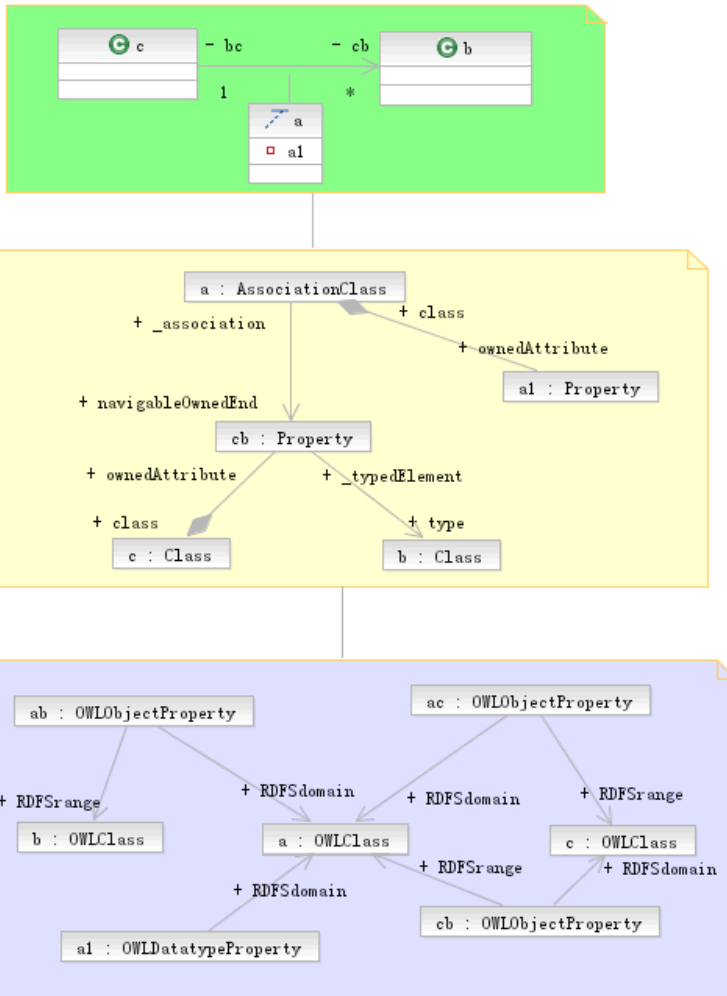 C c
- bc
- cb
C b
1
*
a
a1
a : AssociationClass
+ class
+ _association
+ ownedAttribute
a1 : Property
+ navigableOwnedEnd
cb : Property
+ ownedAttribute
+ _typedElement
+ class
+ type
c : Class
b : Class
ab : OWLObjectProperty
ac : OWLObjectProperty
+ RDFSrange
+ RDFSdomain
+ RDFSdomain
+ RDFSrange
b : OWLClass
a : OWLClass
c : OWLClass
+ RDFSrange
+ RDFSdomain
+ RDFSdomain
cb : OWLObjectProperty
a1 : OWLDatatypeProperty